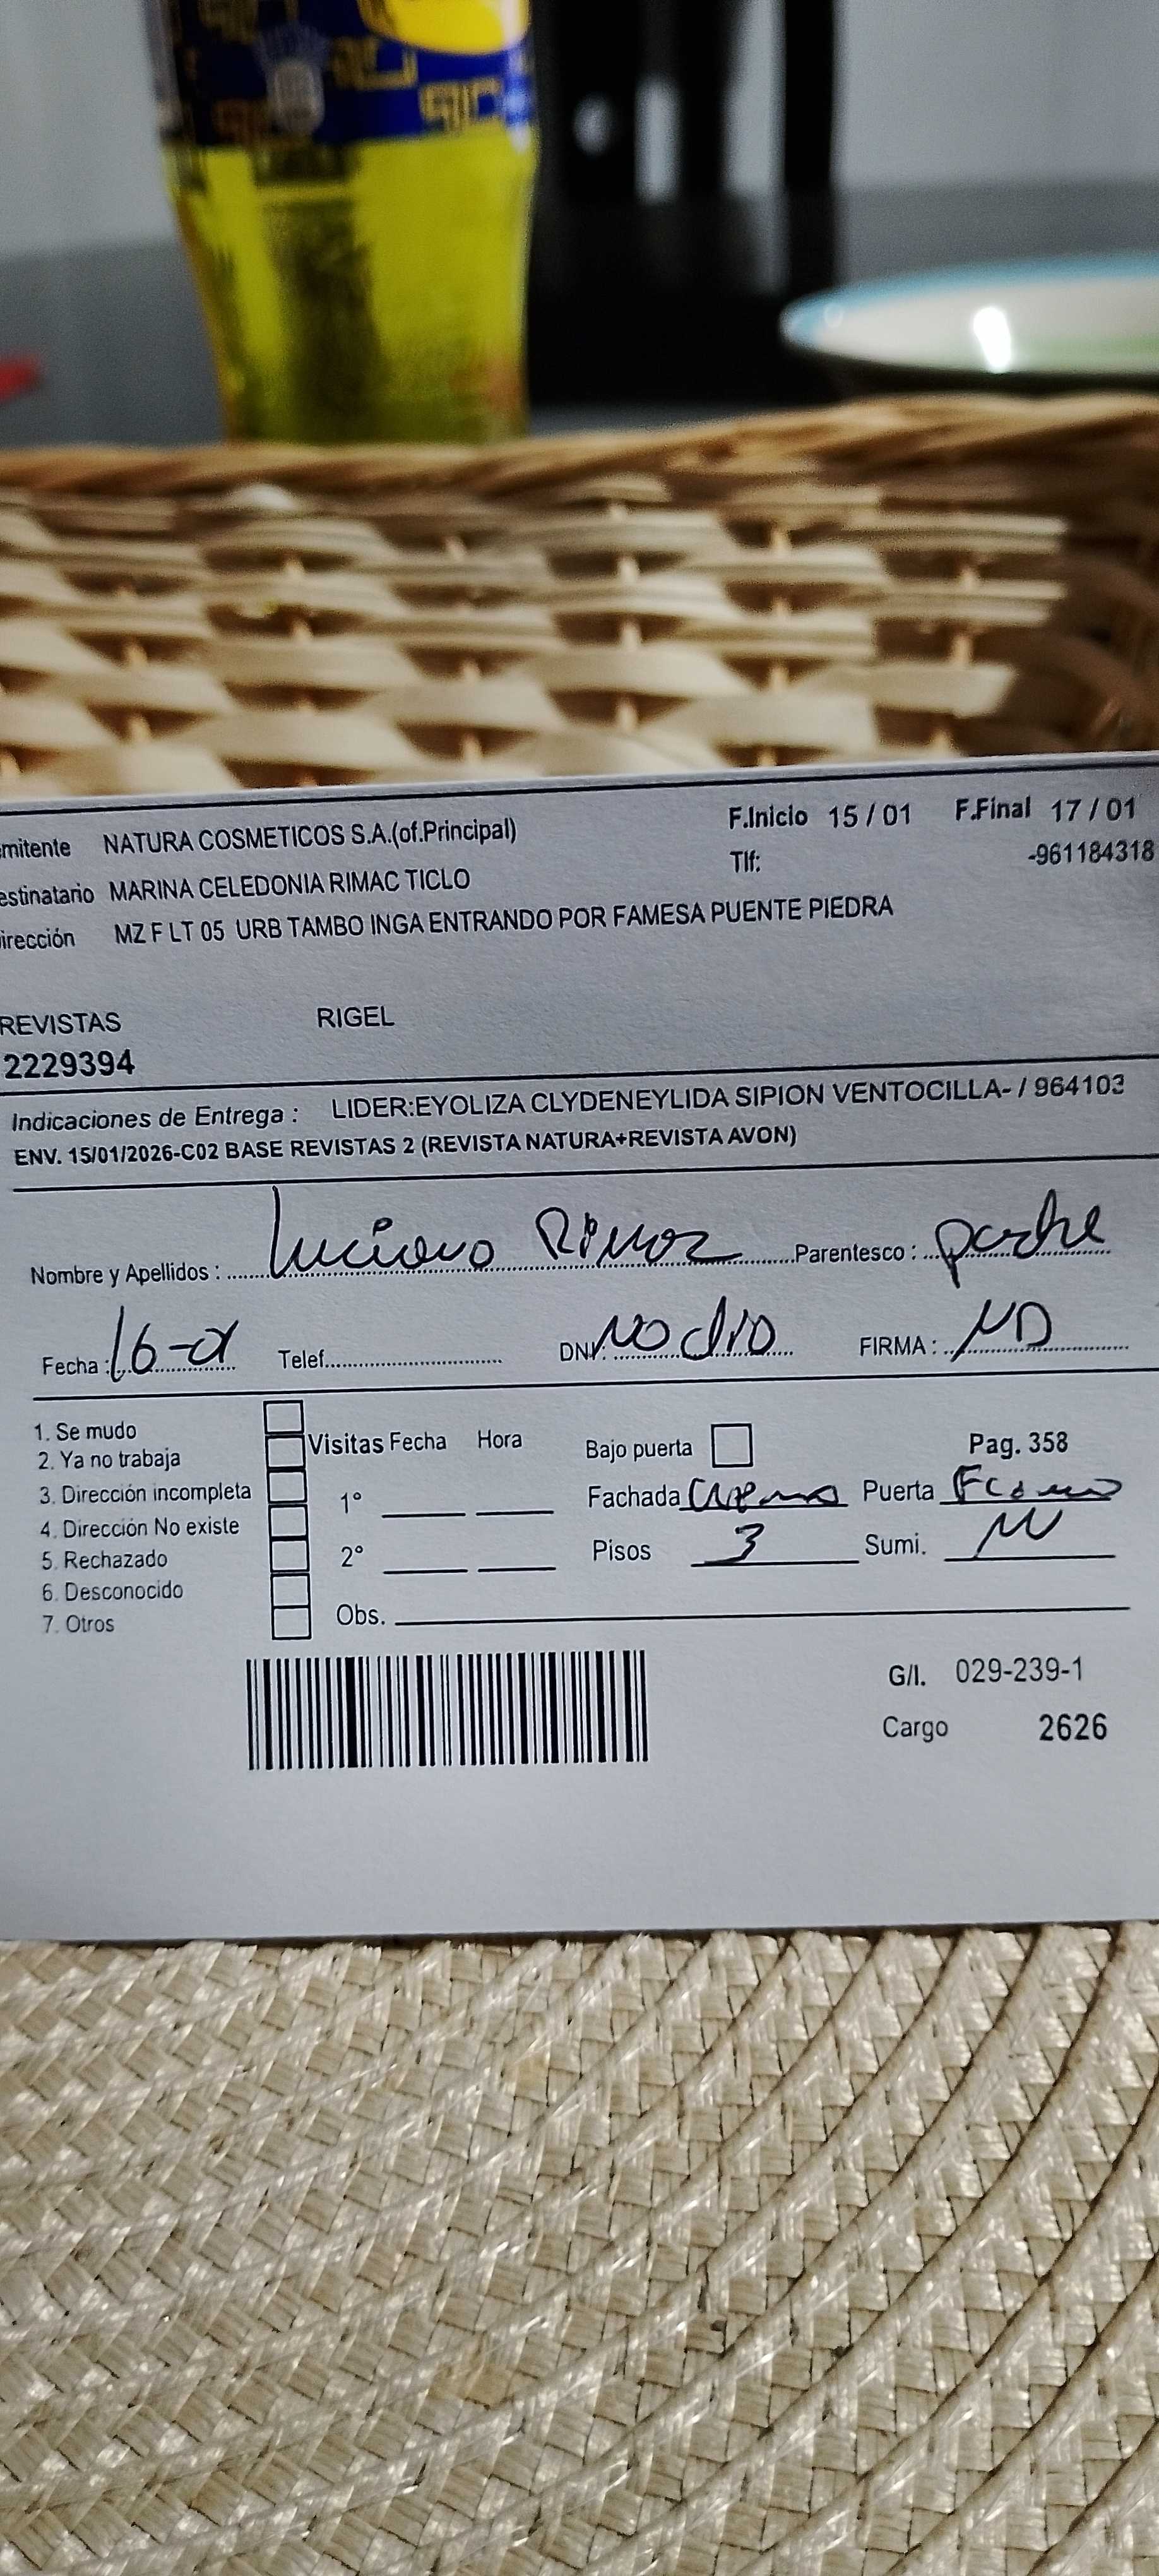 mitente NATURA COSMETICOS S.A.(of.Principal) F.Inicio 15 / 01 F.Final 17 / 01
estinatario MARINA CELEDONIA RIMAC TICLO Tlf: -961184318
irección MZ F LT 05 URB TAMBO INGA ENTRANDO POR FAMESA PUENTE PIEDRA
REVISTAS RIGEL
2229394
Indicaciones de Entrega : LIDER:EYOLIZA CLYDENEYLIDA SIPION VENTOCILLA- / 964103
ENV. 15/01/2026-C02 BASE REVISTAS 2 (REVISTA NATURA+REVISTA AVON)
Nombre y Apellidos : Luciano Rimac Parentesco : padre
Fecha : 16-01 Telef. DNI: NO dio FIRMA : ND
1. Se mudo
2. Ya no trabaja
3. Dirección incompleta
4. Dirección No existe
5. Rechazado
6. Desconocido
7. Otros
Visitas Fecha Hora Bajo puerta Pag. 358
1° Fachada Crema Puerta
2° Pisos 3 Sumi.
Obs.
G/I. 029-239-1
Cargo 2626